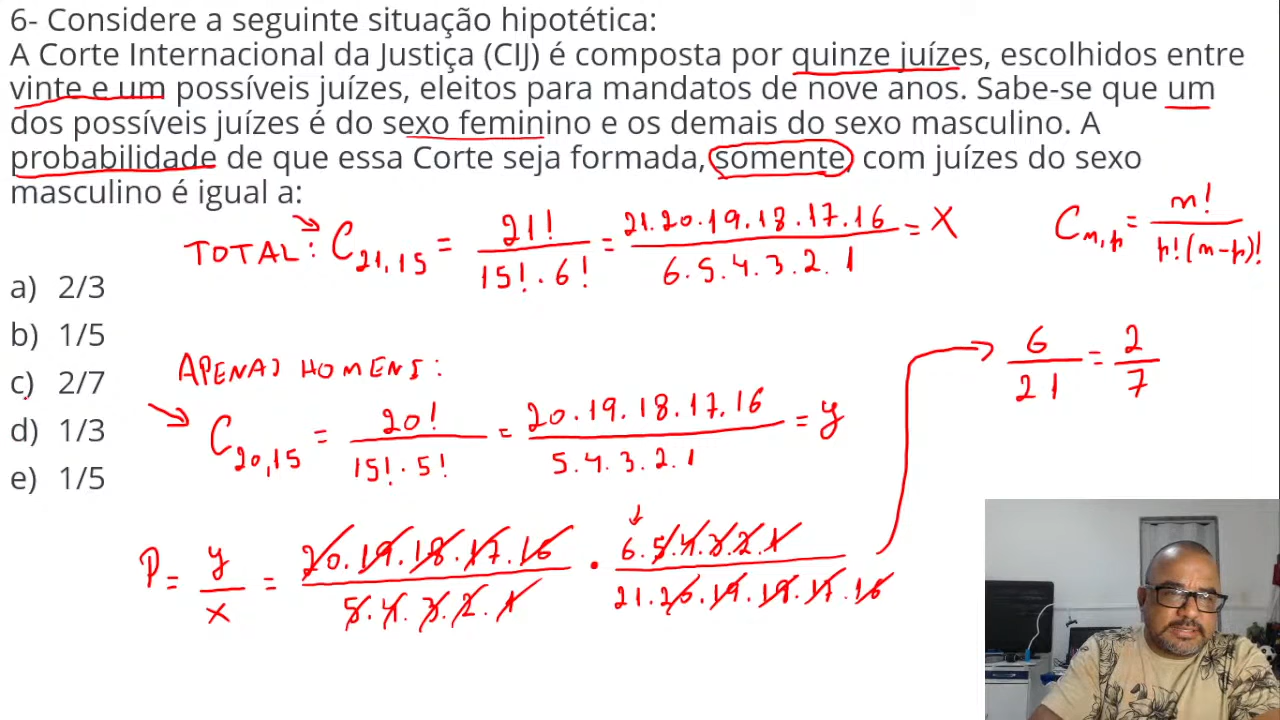 6- Considere a seguinte situação hipotética:
A Corte Internacional da Justiça (CIJ) é composta por quinze juízes, escolhidos entre
vinte e um possíveis juízes, eleitos para mandatos de nove anos. Sabe-se que um
dos possíveis juízes é do sexo feminino e os demais do sexo masculino. A
probabilidade de que essa Corte seja formada, somente com juízes do sexo
masculino é igual a:
TOTAL: C21,15 = 21! / 15! . 6! = 21.20.19.18.17.16 / 6.5.4.3.2.1 = X
Cm,p = m! / p!(m-p)!
a) 2/3
b) 1/5
c) 2/7
d) 1/3
e) 1/5
APENAS HOMENS:
C20,15 = 20! / 15! . 5! = 20.19.18.17.16 / 5.4.3.2.1 = y
6 / 21 = 2 / 7
P = y / x = 20.19.18.17.16 / 5.4.3.2.1 . 6.5.4.3.2.1 / 21.20.19.18.17.16